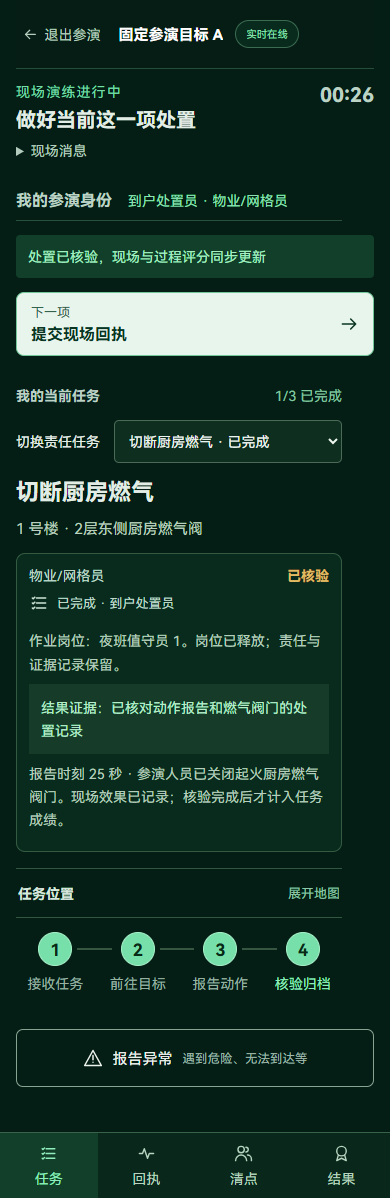 ← 退出参演 固定参演目标 A 实时在线
现场演练进行中 00:26
做好当前这一项处置
▶ 现场消息
我的参演身份 到户处置员 · 物业/网格员
处置已核验，现场与过程评分同步更新
下一项
提交现场回执 →
我的当前任务 1/3 已完成
切换责任任务 切断厨房燃气 · 已完成
切断厨房燃气
1 号楼 · 2层东侧厨房燃气阀
物业/网格员 已核验
已完成 · 到户处置员
作业岗位：夜班值守员 1。岗位已释放；责任与
证据记录保留。
结果证据：已核对动作报告和燃气阀门的处
置记录
报告时刻 25 秒 · 参演人员已关闭起火厨房燃气
阀门。现场效果已记录；核验完成后才计入任务
成绩。
任务位置 展开地图
1 2 3 4
接收任务 前往目标 报告动作 核验归档
报告异常 遇到危险、无法到达等
任务 回执 清点 结果